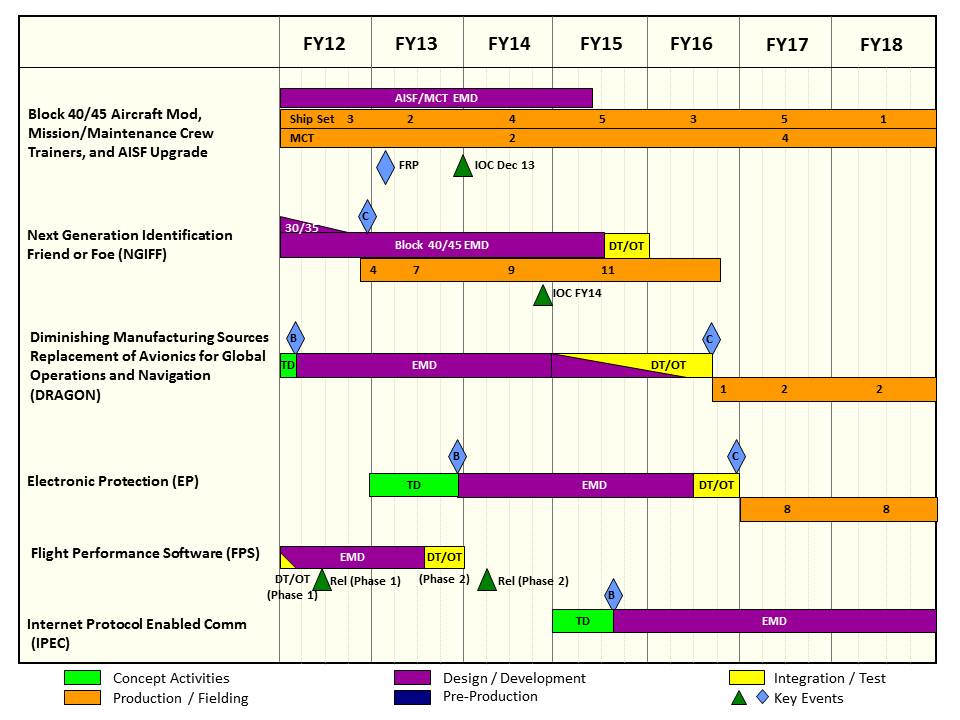 FY12 FY13 FY14 FY15 FY16 FY17 FY18
AISF/MCT EMD
Block 40/45 Aircraft Mod,
Mission/Maintenance Crew
Trainers, and AISF Upgrade
Ship Set 3 2 4 5 3 5 1
MCT 2 4
FRP
IOC Dec 13
C
30/35
Next Generation Identification
Friend or Foe (NGIFF)
Block 40/45 EMD
DT/OT
4 7 9 11
IOC FY14
Diminishing Manufacturing Sources
Replacement of Avionics for Global
Operations and Navigation
(DRAGON)
B
C
TD
EMD
DT/OT
1 2 2
B
C
Electronic Protection (EP)
TD
EMD
DT/OT
8 8
Flight Performance Software (FPS)
EMD
DT/OT
DT/OT
(Phase 1)
Rel (Phase 1)
(Phase 2)
Rel (Phase 2)
B
Internet Protocol Enabled Comm
(IPEC)
TD
EMD
Concept Activities
Design / Development
Integration / Test
Production / Fielding
Pre-Production
Key Events